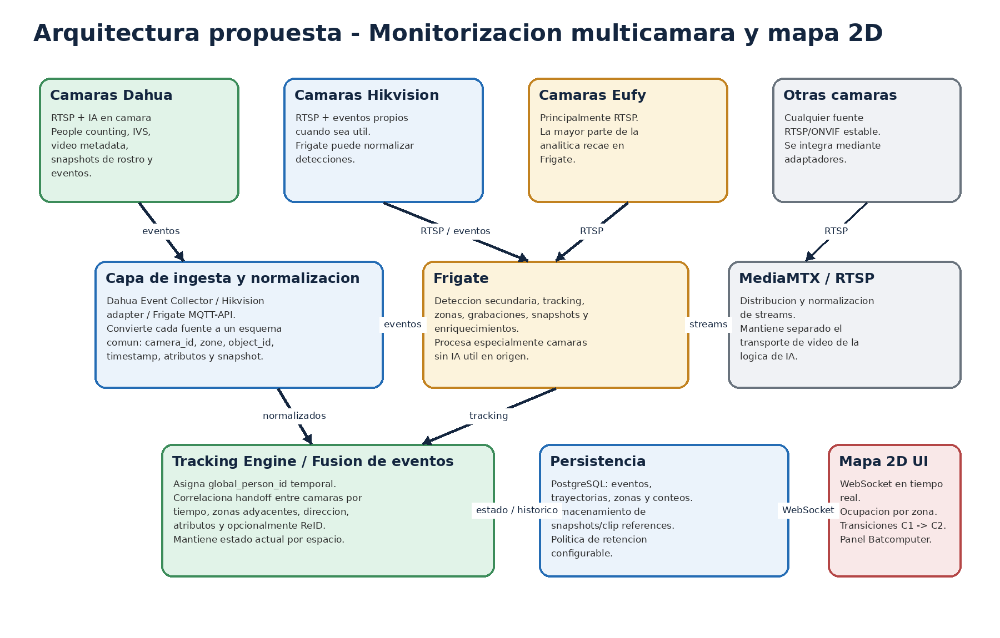 Arquitectura propuesta - Monitorizacion multicamara y mapa 2D
Camaras Dahua
RTSP + IA en camara
People counting, IVS,
video metadata,
snapshots de rostro y
eventos.
Camaras Hikvision
RTSP + eventos propios
cuando sea util.
Frigate puede normalizar
detecciones.
Camaras Eufy
Principalmente RTSP.
La mayor parte de la
analitica recae en
Frigate.
Otras camaras
Cualquier fuente
RTSP/ONVIF estable.
Se integra mediante
adaptadores.
eventos
RTSP / eventos
RTSP
RTSP
Capa de ingesta y normalizacion
Dahua Event Collector / Hikvision
adapter / Frigate MQTT-API.
Convierte cada fuente a un esquema
comun: camera_id, zone, object_id,
timestamp, atributos y snapshot.
eventos
Frigate
Deteccion secundaria, tracking,
zonas, grabaciones, snapshots y
enriquecimientos.
Procesa especialmente camaras
sin IA util en origen.
streams
MediaMTX / RTSP
Distribucion y normalizacion
de streams.
Mantiene separado el
transporte de video de la
logica de IA.
normalizados
tracking
Tracking Engine / Fusion de eventos
Asigna global_person_id temporal.
Correlaciona handoff entre camaras por
tiempo, zonas adyacentes, direccion,
atributos y opcionalmente ReID.
Mantiene estado actual por espacio.
estado / historico
Persistencia
PostgreSQL: eventos,
trayectorias, zonas y conteos.
macenamiento de
snapshots/clip references.
Politica de retencion
configurable.
WebSocket
Mapa 2D UI
WebSocket en tiempo
real.
Ocupacion por zona.
Transiciones C1 -> C2.
Panel Batcomputer.